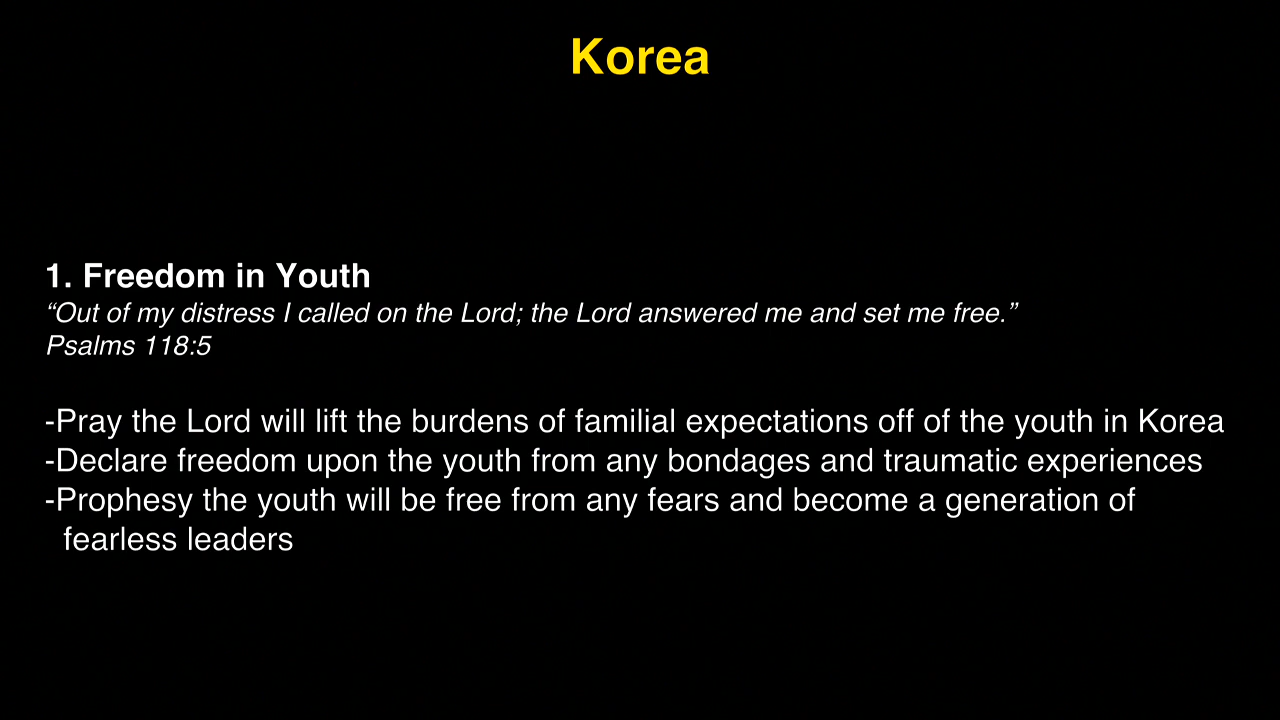 Korea
1. Freedom in Youth
“Out of my distress I called on the Lord; the Lord answered me and set me free.”
Psalms 118:5
-Pray the Lord will lift the burdens of familial expectations off of the youth in Korea
-Declare freedom upon the youth from any bondages and traumatic experiences
-Prophesy the youth will be free from any fears and become a generation of
fearless leaders